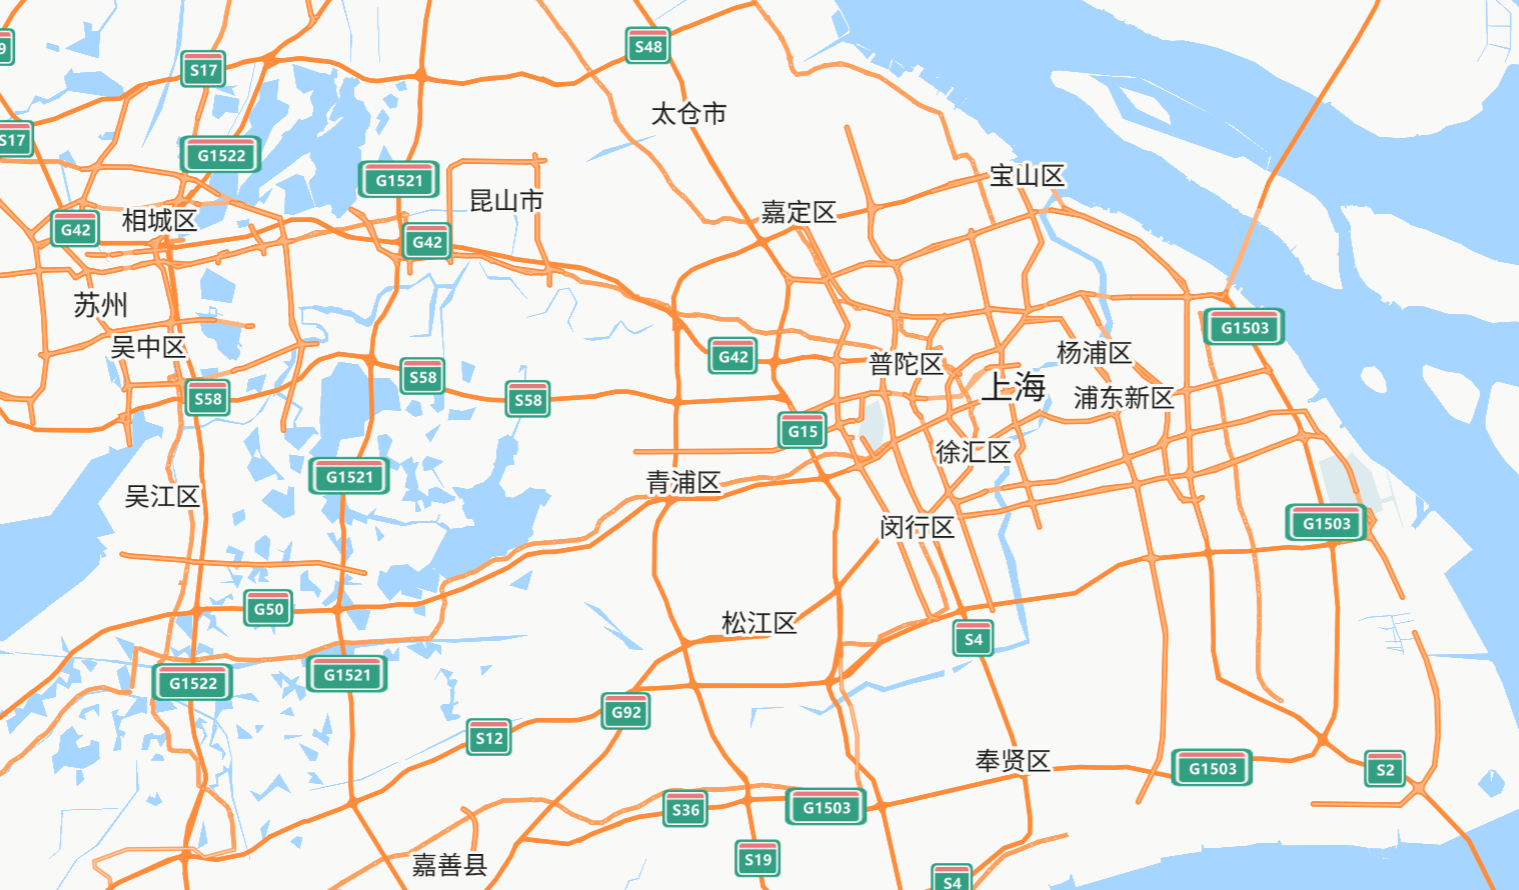 S48
9
S17
太仓市
S17
G1522
G1521
宝山区
昆山市
嘉定区
相城区
G42
G42
苏州
G1503
吴中区
G42
杨浦区
普陀区
S58
上海
S58
S58
浦东新区
G15
徐汇区
G1521
青浦区
吴江区
闵行区
G1503
G50
松江区
S4
G1521
G1522
G92
S12
奉贤区
G1503
S2
S36
G1503
S19
嘉善县
S4